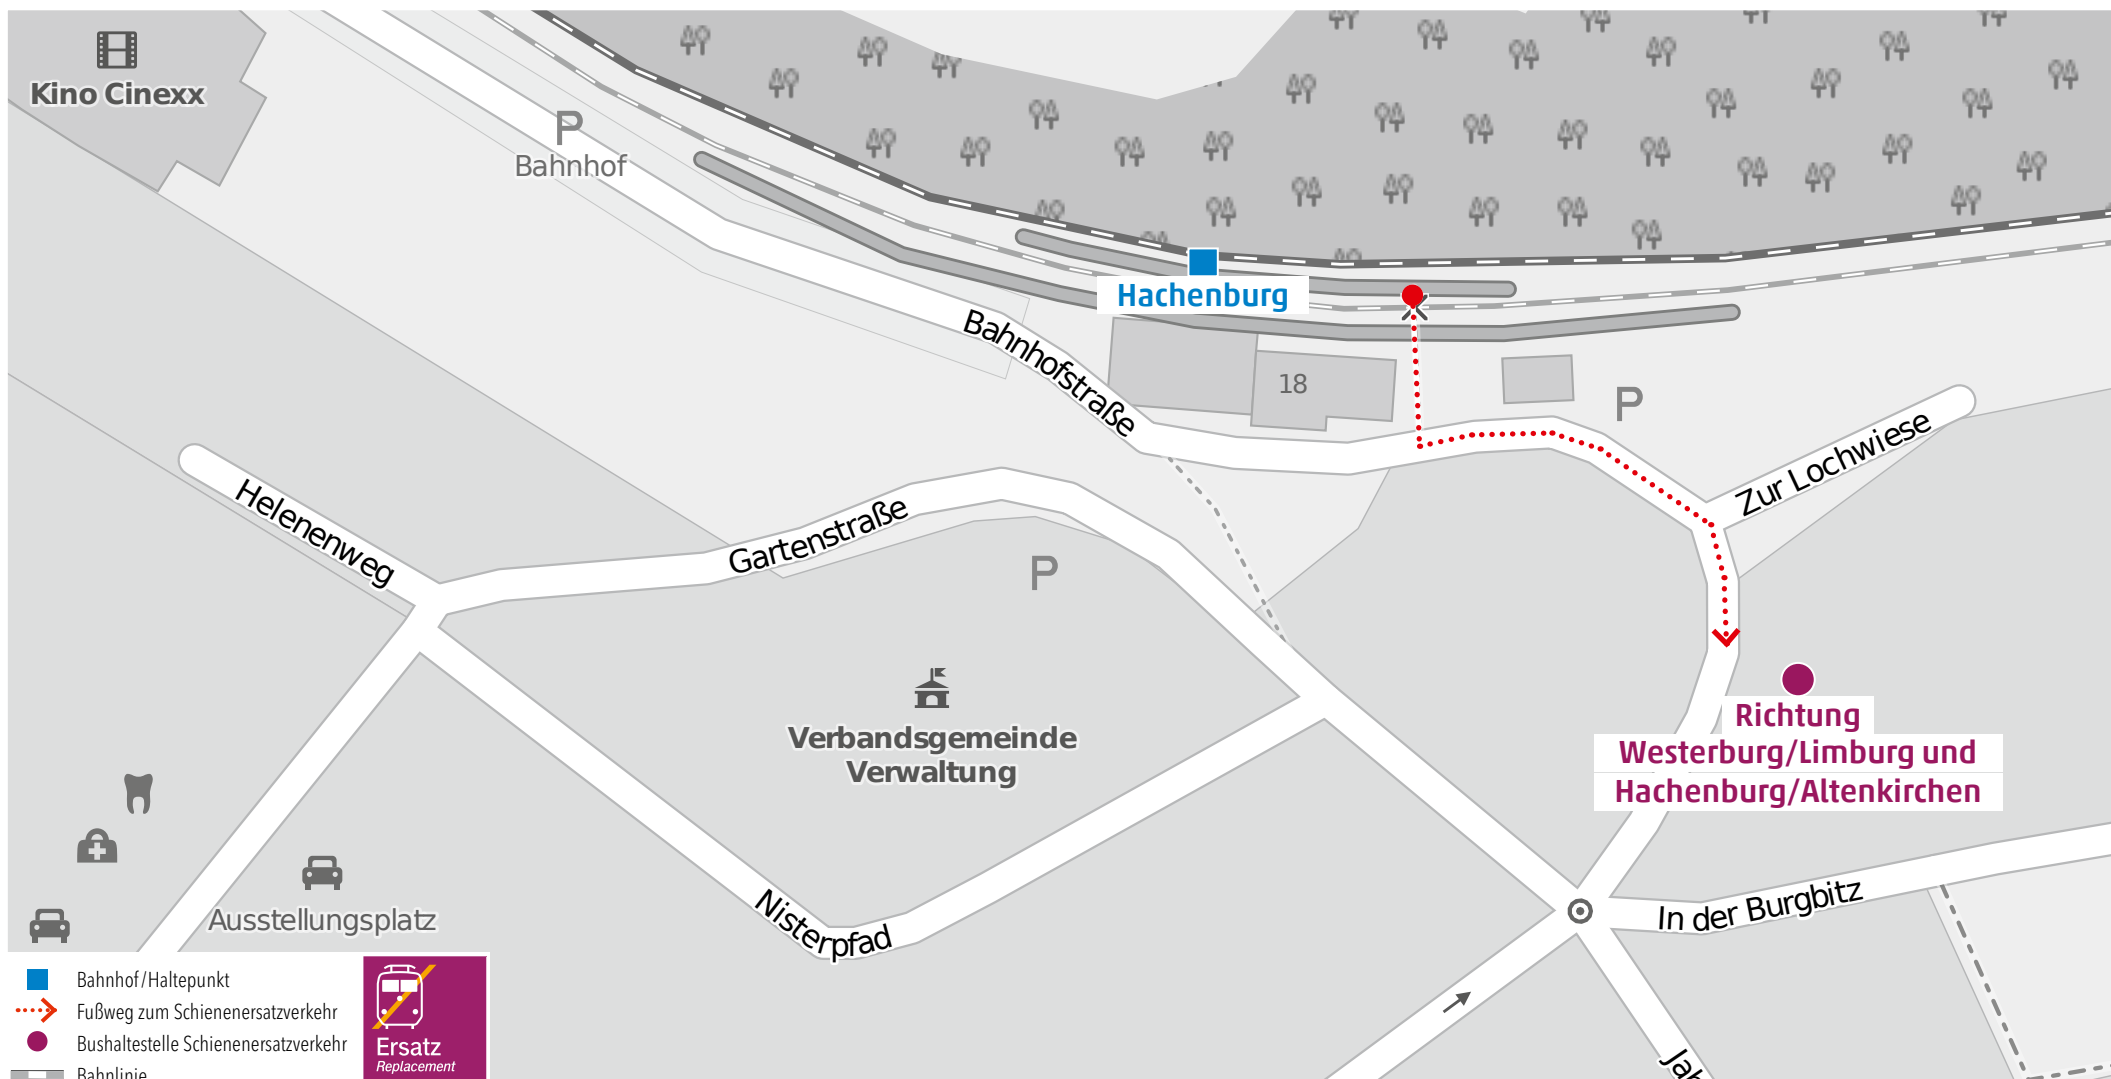 Kino Cinexx
P
Bahnhof
Hachenburg
Bahnhofstraße
18
P
Zur Lochwiese
Helenenweg
Gartenstraße
P
Verbandsgemeinde
Verwaltung
Richtung
Westerburg/Limburg und
Hachenburg/Altenkirchen
Ausstellungsplatz
Nisterpfad
In der Burgbitz
Bahnhof/Haltepunkt
Fußweg zum Schienenersatzverkehr
Bushaltestelle Schienenersatzverkehr
Bahnlinie
Ersatz
Replacement